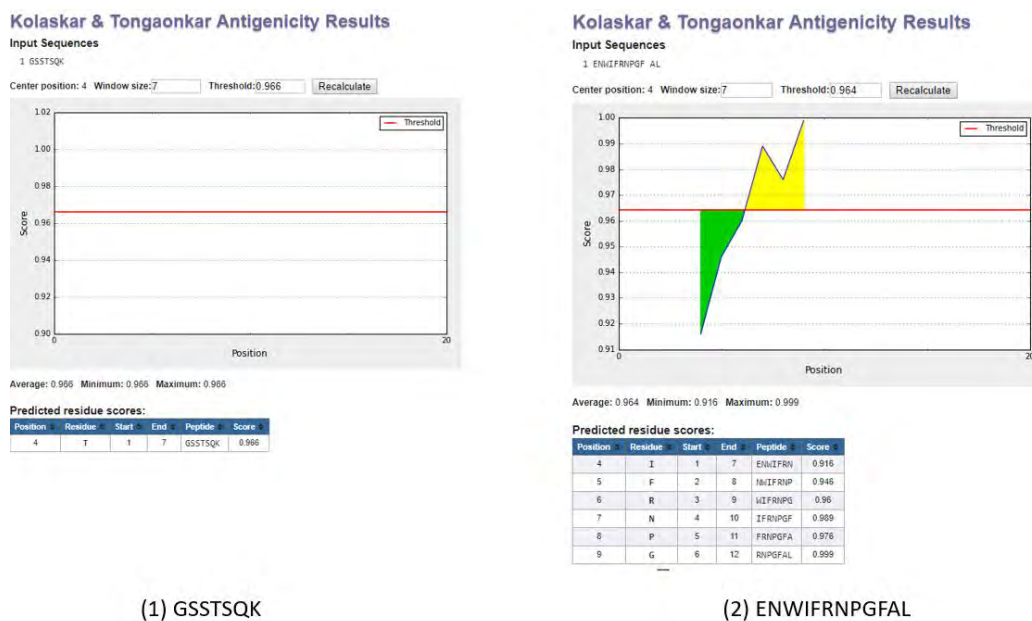 Kolaskar & Tongaonkar Antigenicity Results
Input Sequences
1 GSSTSQK
Center position: 4 Window size:7 Threshold:0.966 Recalculate
Threshold
1.02
1.00
0.98
0.96
0.94
0.92
0.90
Score
0
20
Position
Average: 0.966 Minimum: 0.966 Maximum: 0.966
Predicted residue scores:
Position Residue Start End Peptide Score
4 T 1 7 GSSTSQK 0.966
(1) GSSTSQK
Kolaskar & Tongaonkar Antigenicity Results
Input Sequences
1 ENWIFRNPGF AL
Center position: 4 Window size:7 Threshold:0.964 Recalculate
Threshold
1.00
0.99
0.98
0.97
0.96
0.95
0.94
0.93
0.92
0.91
Score
0
20
Position
Average: 0.964 Minimum: 0.916 Maximum: 0.999
Predicted residue scores:
Position Residue Start End Peptide Score
4 I 1 7 ENWIFRN 0.916
5 F 2 8 NWIFRNP 0.946
6 R 3 9 WIFRNPG 0.96
7 N 4 10 IFRNPGF 0.989
8 P 5 11 FRNPGFA 0.976
9 G 6 12 RNPGFAL 0.999
(2) ENWIFRNPGFAL